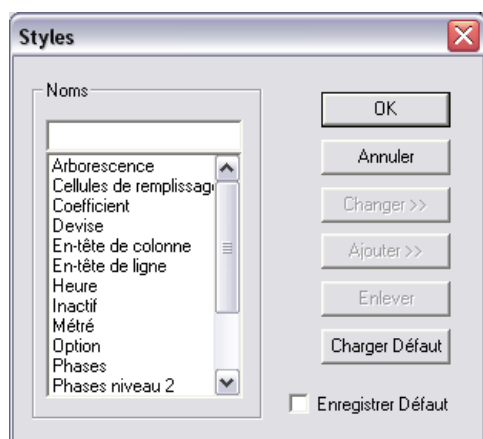 Styles
Noms
Arborescence
Cellules de remplissag
Coefficient
Devise
En-tête de colonne
En-tête de ligne
Heure
Inactif
Métré
Option
Phases
Phases niveau 2
OK
Annuler
Changer >>
Ajouter >>
Enlever
Charger Défaut
Enregistrer Défaut